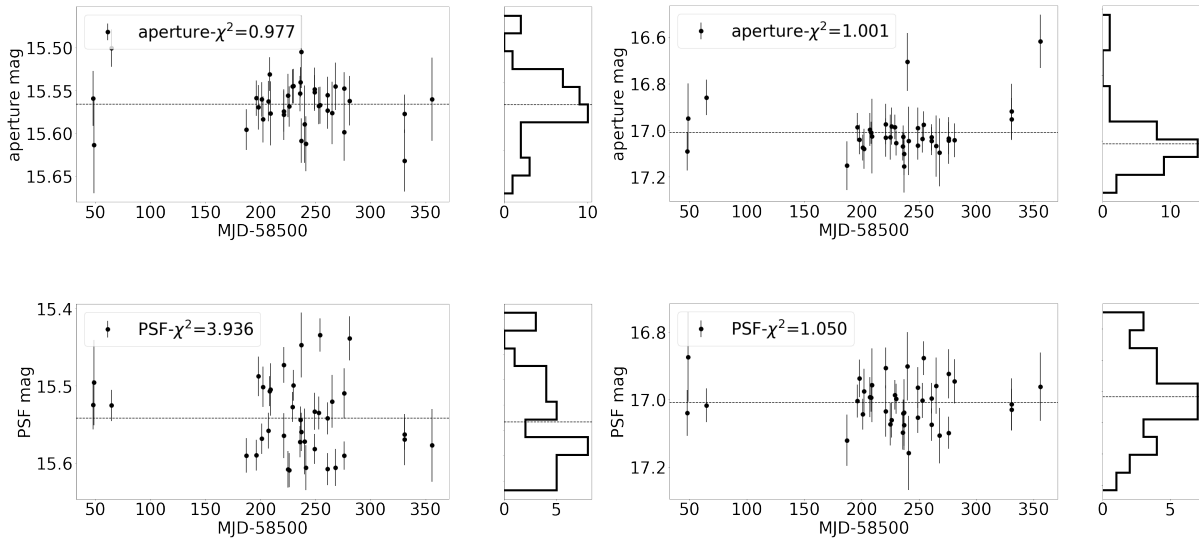 aperture-χ²=0.977
15.50
15.55
15.60
15.65
aperture mag
50 100 150 200 250 300 350
MJD-58500
0 10
aperture-χ²=1.001
16.6
16.8
17.0
17.2
aperture mag
50 100 150 200 250 300 350
MJD-58500
0 10
PSF-χ²=3.936
15.4
15.5
15.6
PSF mag
50 100 150 200 250 300 350
MJD-58500
0 5
PSF-χ²=1.050
16.8
17.0
17.2
PSF mag
50 100 150 200 250 300 350
MJD-58500
0 5